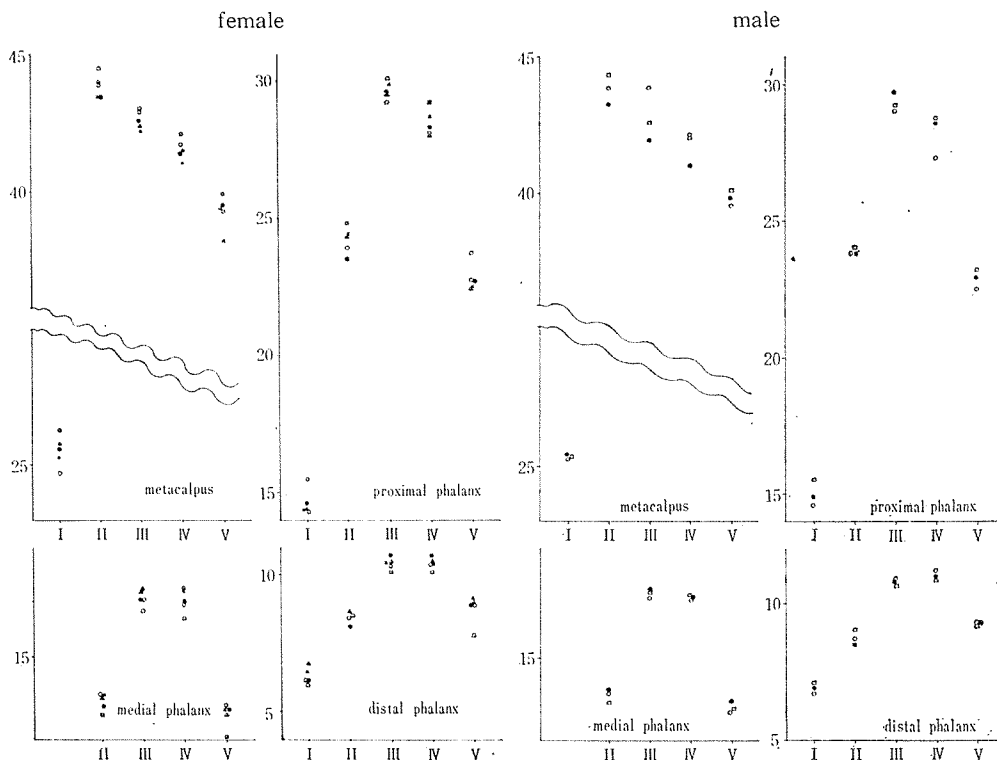 female male
45
40
25
metacalpus
I II III IV V
30
25
20
15
proximal phalanx
I II III IV V
45
40
25
metacalpus
I II III IV V
30
25
20
15
proximal phalanx
I II III IV V
15
medial phalanx
II III IV V
10
5
distal phalanx
I II III IV V
15
medial phalanx
II III IV V
10
5
distal phalanx
I II III IV V